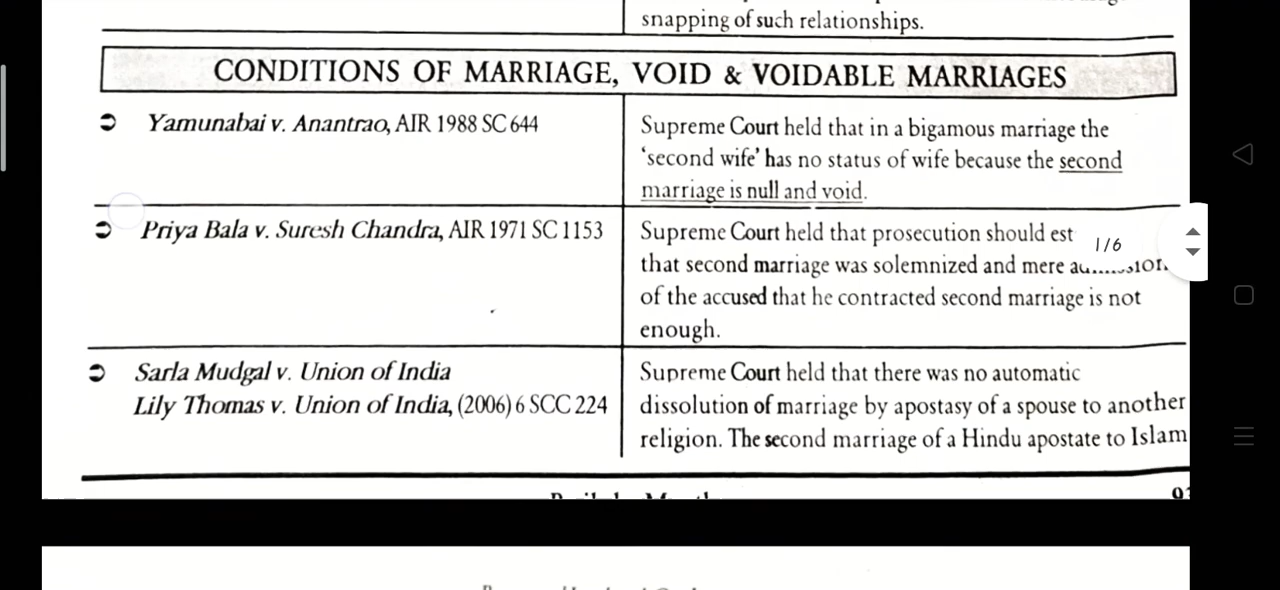 snapping of such relationships.
CONDITIONS OF MARRIAGE, VOID & VOIDABLE MARRIAGES
➲ Yamunabai v. Anantrao, AIR 1988 SC 644
Supreme Court held that in a bigamous marriage the
‘second wife’ has no status of wife because the second
marriage is null and void.
➲ Priya Bala v. Suresh Chandra, AIR 1971 SC 1153
Supreme Court held that prosecution should est
that second marriage was solemnized and mere
of the accused that he contracted second marriage is not
enough.
➲ Sarla Mudgal v. Union of India
Lily Thomas v. Union of India, (2006) 6 SCC 224
Supreme Court held that there was no automatic
dissolution of marriage by apostasy of a spouse to another
religion. The second marriage of a Hindu apostate to Islam
1/6